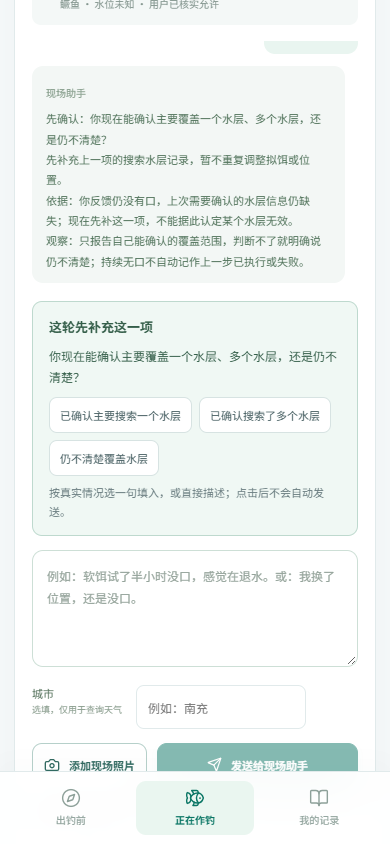 鳜鱼 · 水位未知 · 用户已核实允许
现场助手
先确认：你现在能确认主要覆盖一个水层、多个水层，还
是仍不清楚？
先补充上一项的搜索水层记录，暂不重复调整拟饵或位
置。
依据：你反馈仍没有口，上次需要确认的水层信息仍缺
失；现在先补这一项，不能据此认定某个水层无效。
观察：只报告自己能确认的覆盖范围，判断不了就明确说
仍不清楚；持续无口不自动记作上一步已执行或失败。
这轮先补充这一项
你现在能确认主要覆盖一个水层、多个水层，还是仍不
清楚？
已确认主要搜索一个水层
已确认搜索了多个水层
仍不清楚覆盖水层
按真实情况选一句填入，或直接描述；点击后不会自动发
送。
例如：软饵试了半小时没口，感觉在退水。或：我换了
位置，还是没口。
城市
选填，仅用于查询天气
例如：南充
添加现场照片
发送给现场助手
出钓前
正在作钓
我的记录